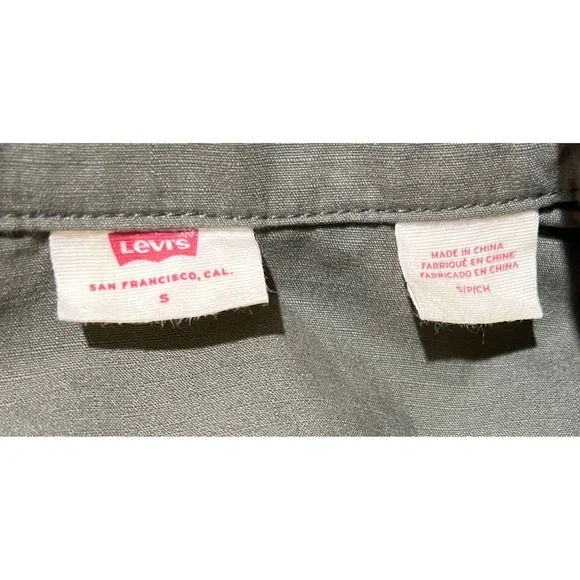 Levi's
SAN FRANCISCO, CAL.
S
MADE IN CHINA
FABRIQUÉ EN CHINE
FABRICADO EN CHINA
S/P/CH